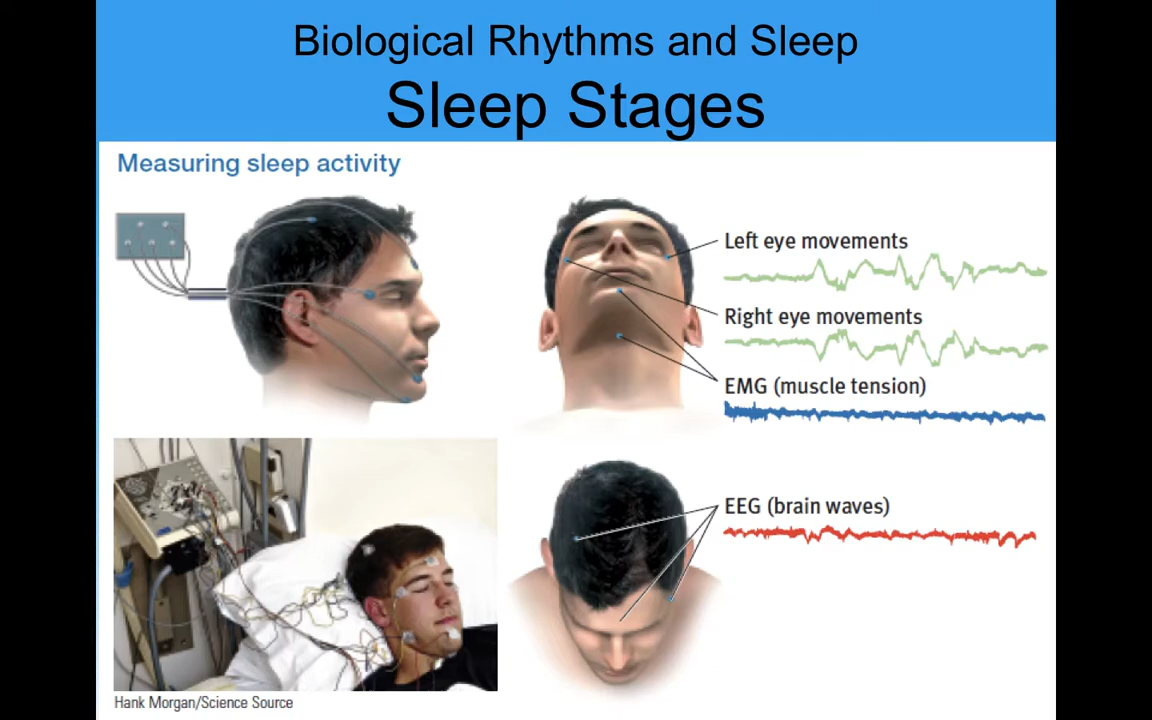 Biological Rhythms and Sleep
Sleep Stages
Measuring sleep activity
Left eye movements
Right eye movements
EMG (muscle tension)
EEG (brain waves)
Hank Morgan/Science Source